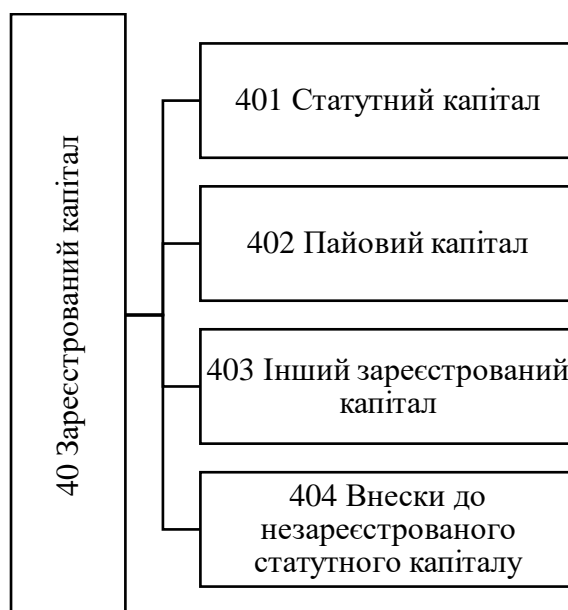 40 Зареєстрований капітал
401 Статутний капітал
402 Пайовий капітал
403 Інший зареєстрований
капітал
404 Внески до
незареєстрованого
статутного капіталу